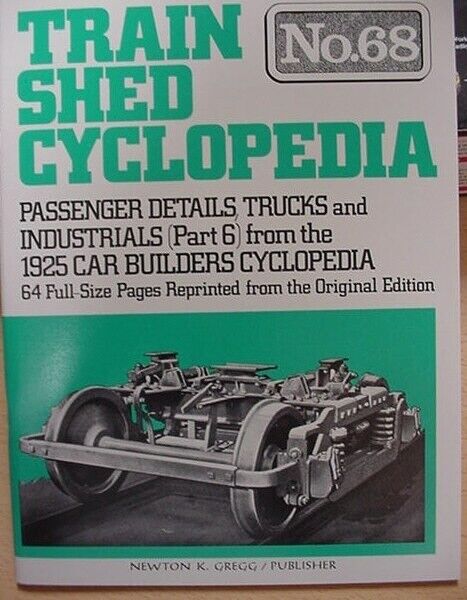 TRAIN
SHED
CYCLOPEDIA
No.68
PASSENGER DETAILS, TRUCKS and
INDUSTRIALS (Part 6) from the
1925 CAR BUILDERS CYCLOPEDIA
64 Full-Size Pages Reprinted from the Original Edition
NEWTON K. GREGG / PUBLISHER